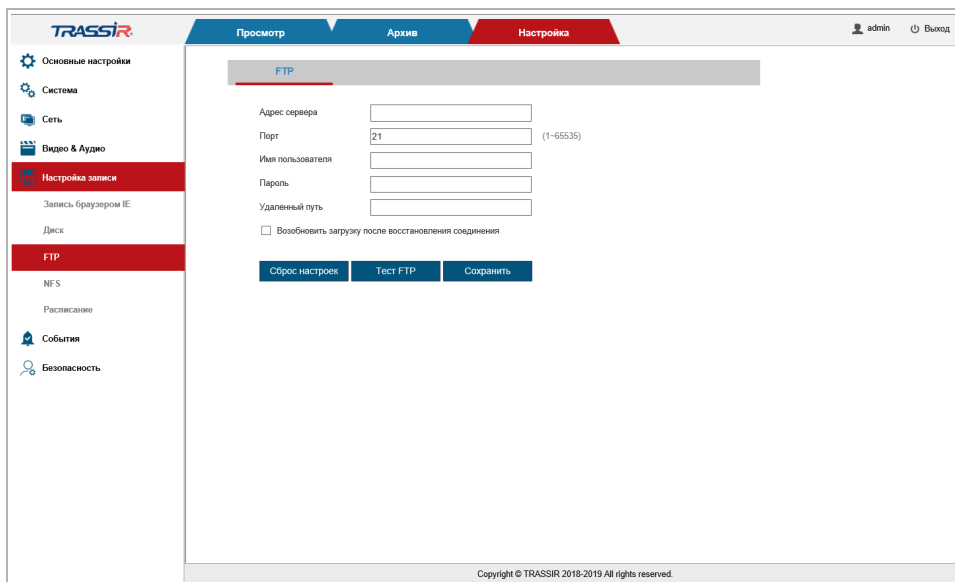 TRASSIR
Просмотр
Архив
Настройка
admin
Выход
Основные настройки
Система
Сеть
Видео & Аудио
Настройка записи
Запись браузером IE
Диск
FTP
NFS
Расписание
События
Безопасность
FTP
Адрес сервера
Порт 21 (1~65535)
Имя пользователя
Пароль
Удаленный путь
Возобновить загрузку после восстановления соединения
Сброс настроек Тест FTP Сохранить
Copyright © TRASSIR 2018-2019 All rights reserved.